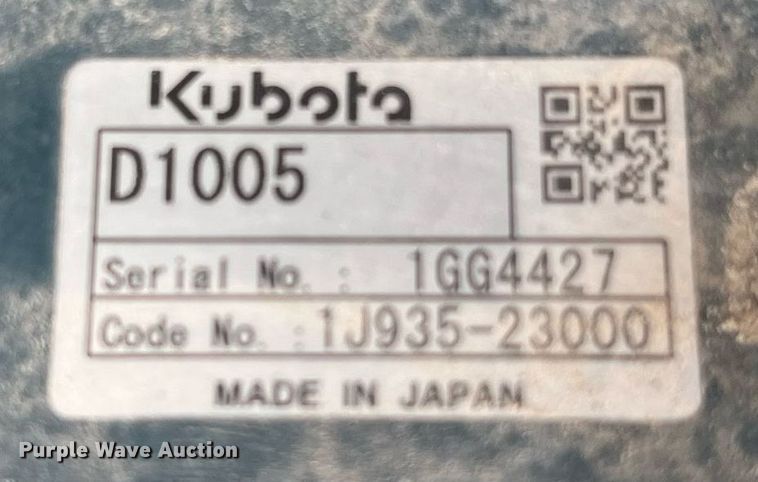 Kubota
D1005
Serial No. : 1GG4427
Code No. : 1J935-23000
MADE IN JAPAN
Purple Wave Auction